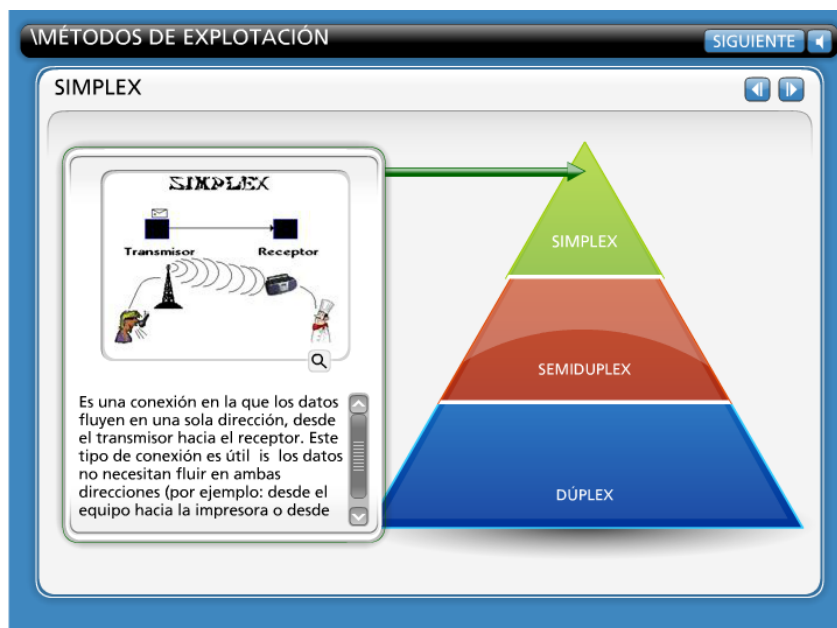 \MÉTODOS DE EXPLOTACIÓN
SIGUIENTE
SIMPLEX
SIMPLEX
Transmisor Receptor
Es una conexión en la que los datos
fluyen en una sola dirección, desde
el transmisor hacia el receptor. Este
tipo de conexión es útil is los datos
no necesitan fluir en ambas
direcciones (por ejemplo: desde el
equipo hacia la impresora o desde
SIMPLEX
SEMIDUPLEX
DÚPLEX